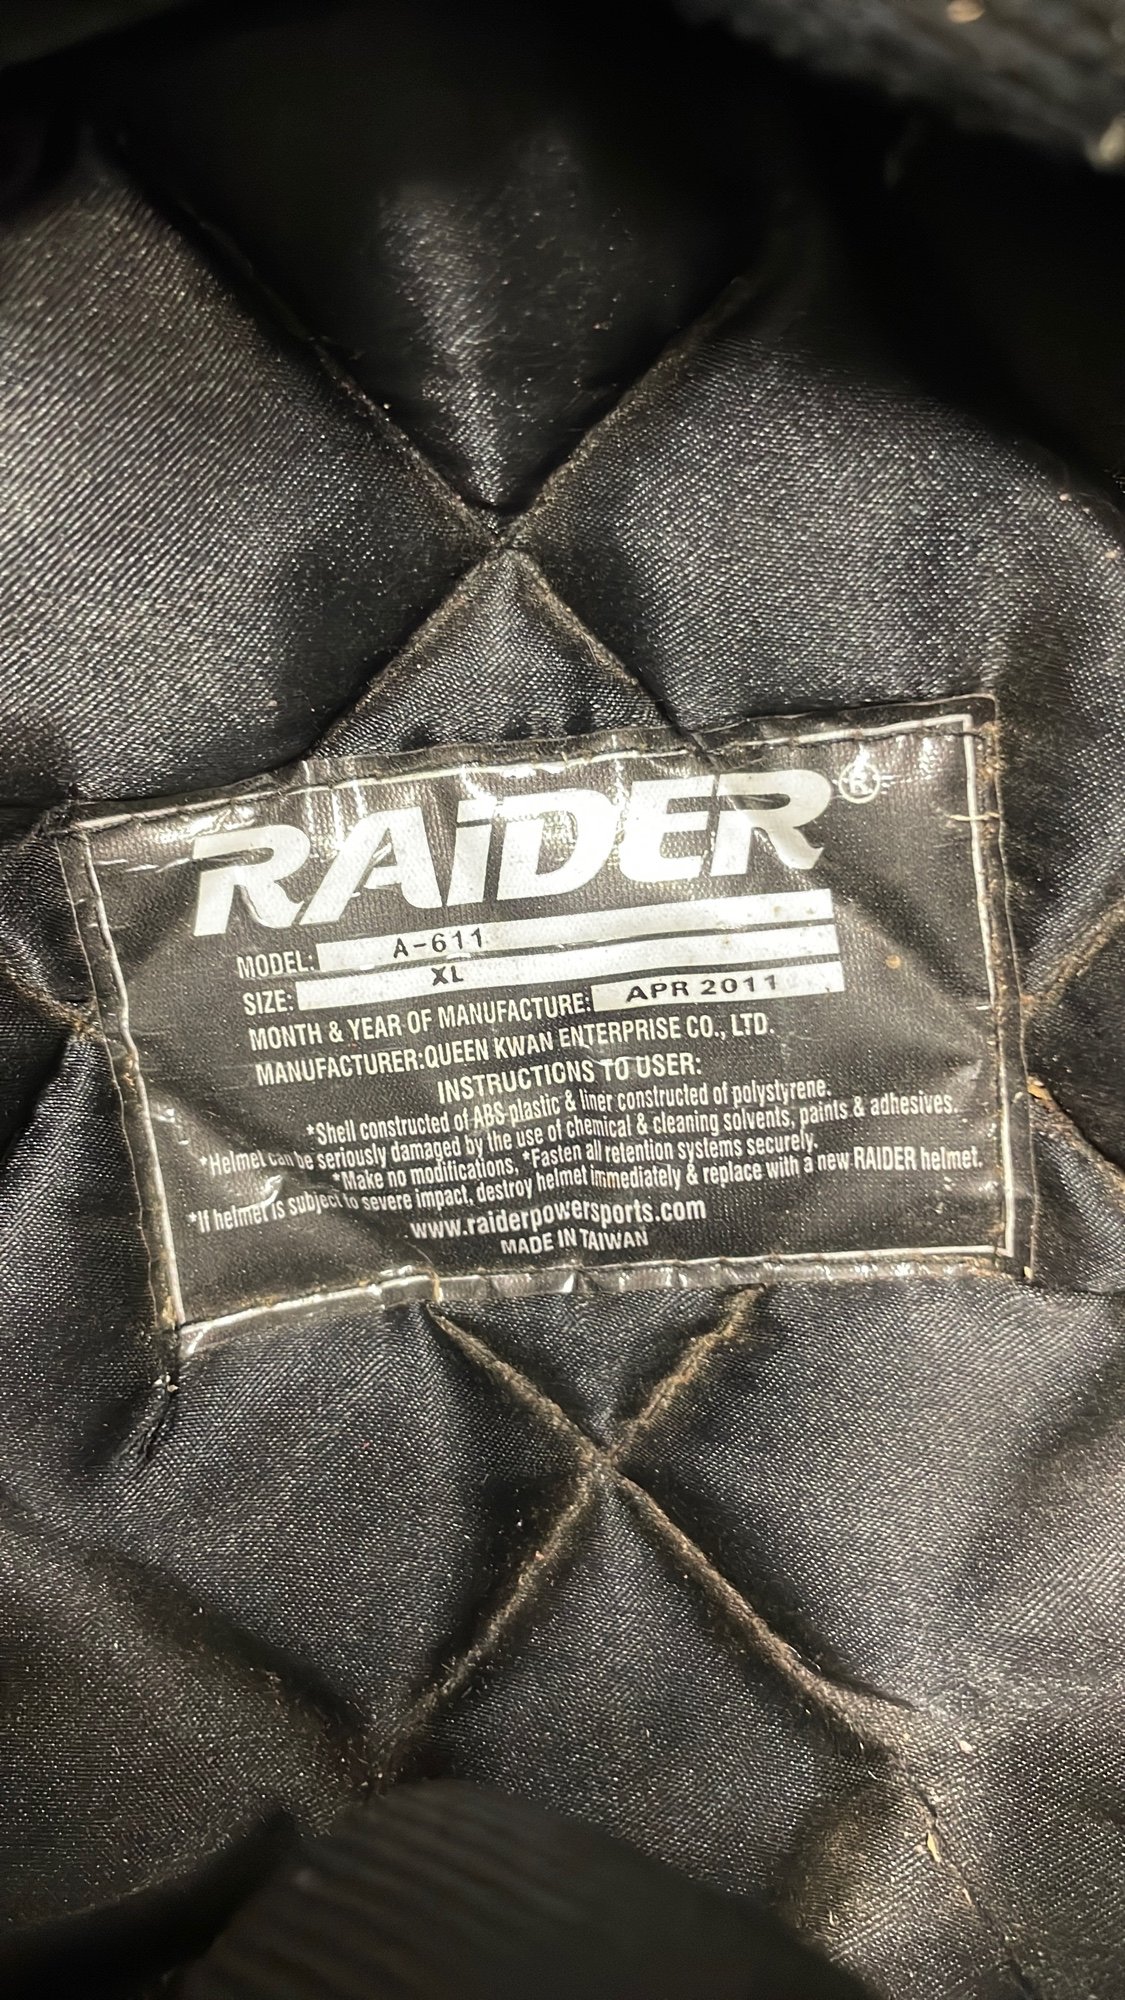 RAiDER®
MODEL: A-611
SIZE: XL
MONTH & YEAR OF MANUFACTURE: APR 2011
MANUFACTURER:QUEEN KWAN ENTERPRISE CO., LTD.
INSTRUCTIONS TO USER:
*Shell constructed of ABS plastic & liner constructed of polystyrene.
*Helmet can be seriously damaged by the use of chemical & cleaning solvents, paints & adhesives.
*Make no modifications. *Fasten all retention systems securely.
*If helmet is subject to severe impact, destroy helmet immediately & replace with a new RAIDER helmet.
www.raiderpowersports.com
MADE IN TAIWAN